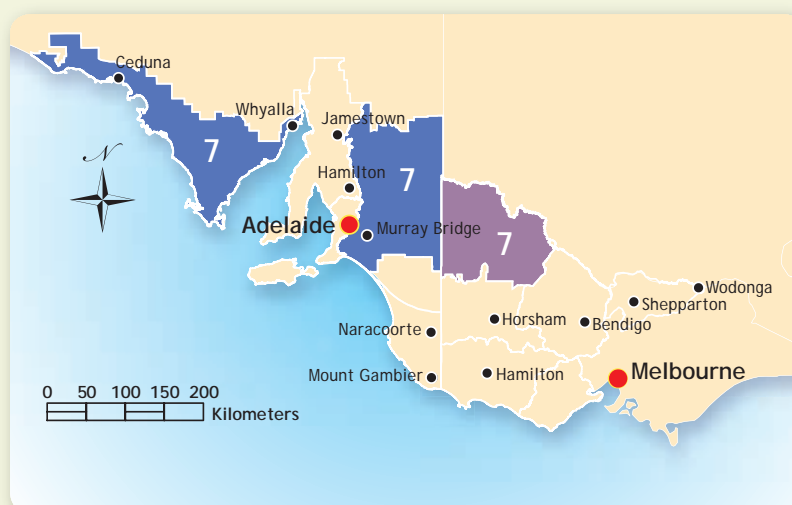 Ceduna
Whyalla
Jamestown
7
Hamilton
7
Adelaide
Murray Bridge
7
Wodonga
Shepparton
Horsham
Bendigo
Naracoorte
Mount Gambier
Hamilton
Melbourne
N
0 50 100 150 200
Kilometers